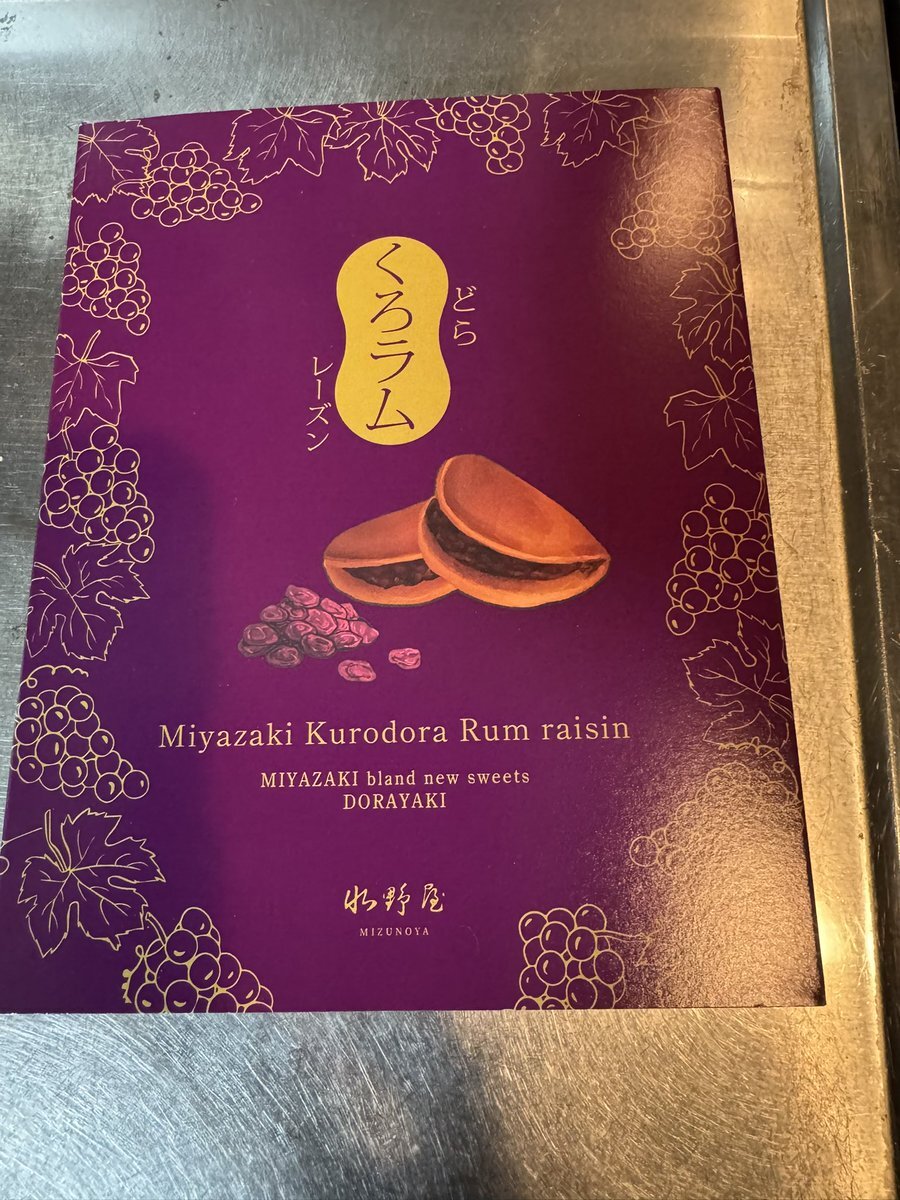 どら
くろラム
レーズン
Miyazaki Kurodora Rum raisin
MIYAZAKI bland new sweets
DORAYAKI
水野屋
MIZUNOYA